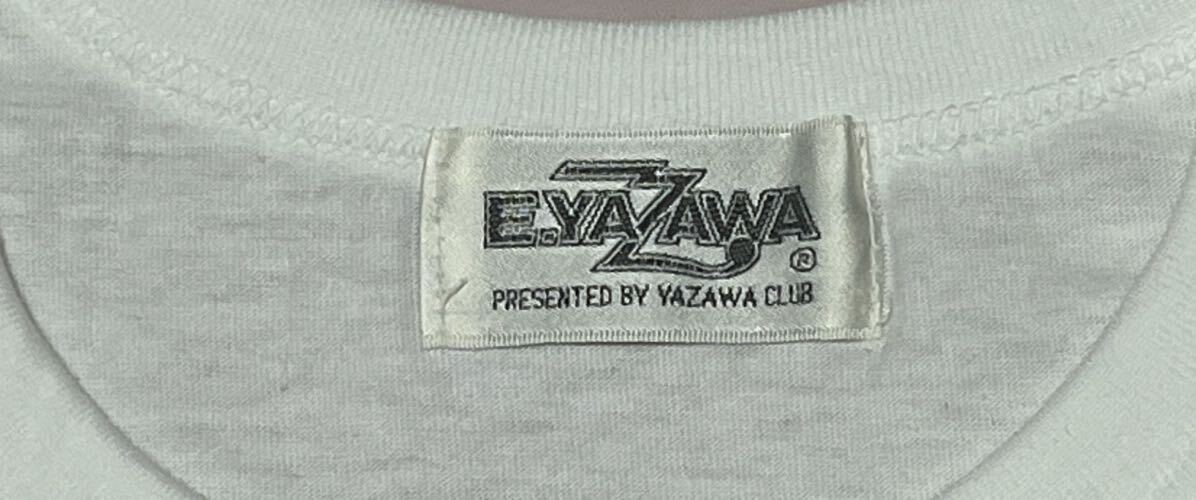 E.YAZAWA
®
PRESENTED BY YAZAWA CLUB